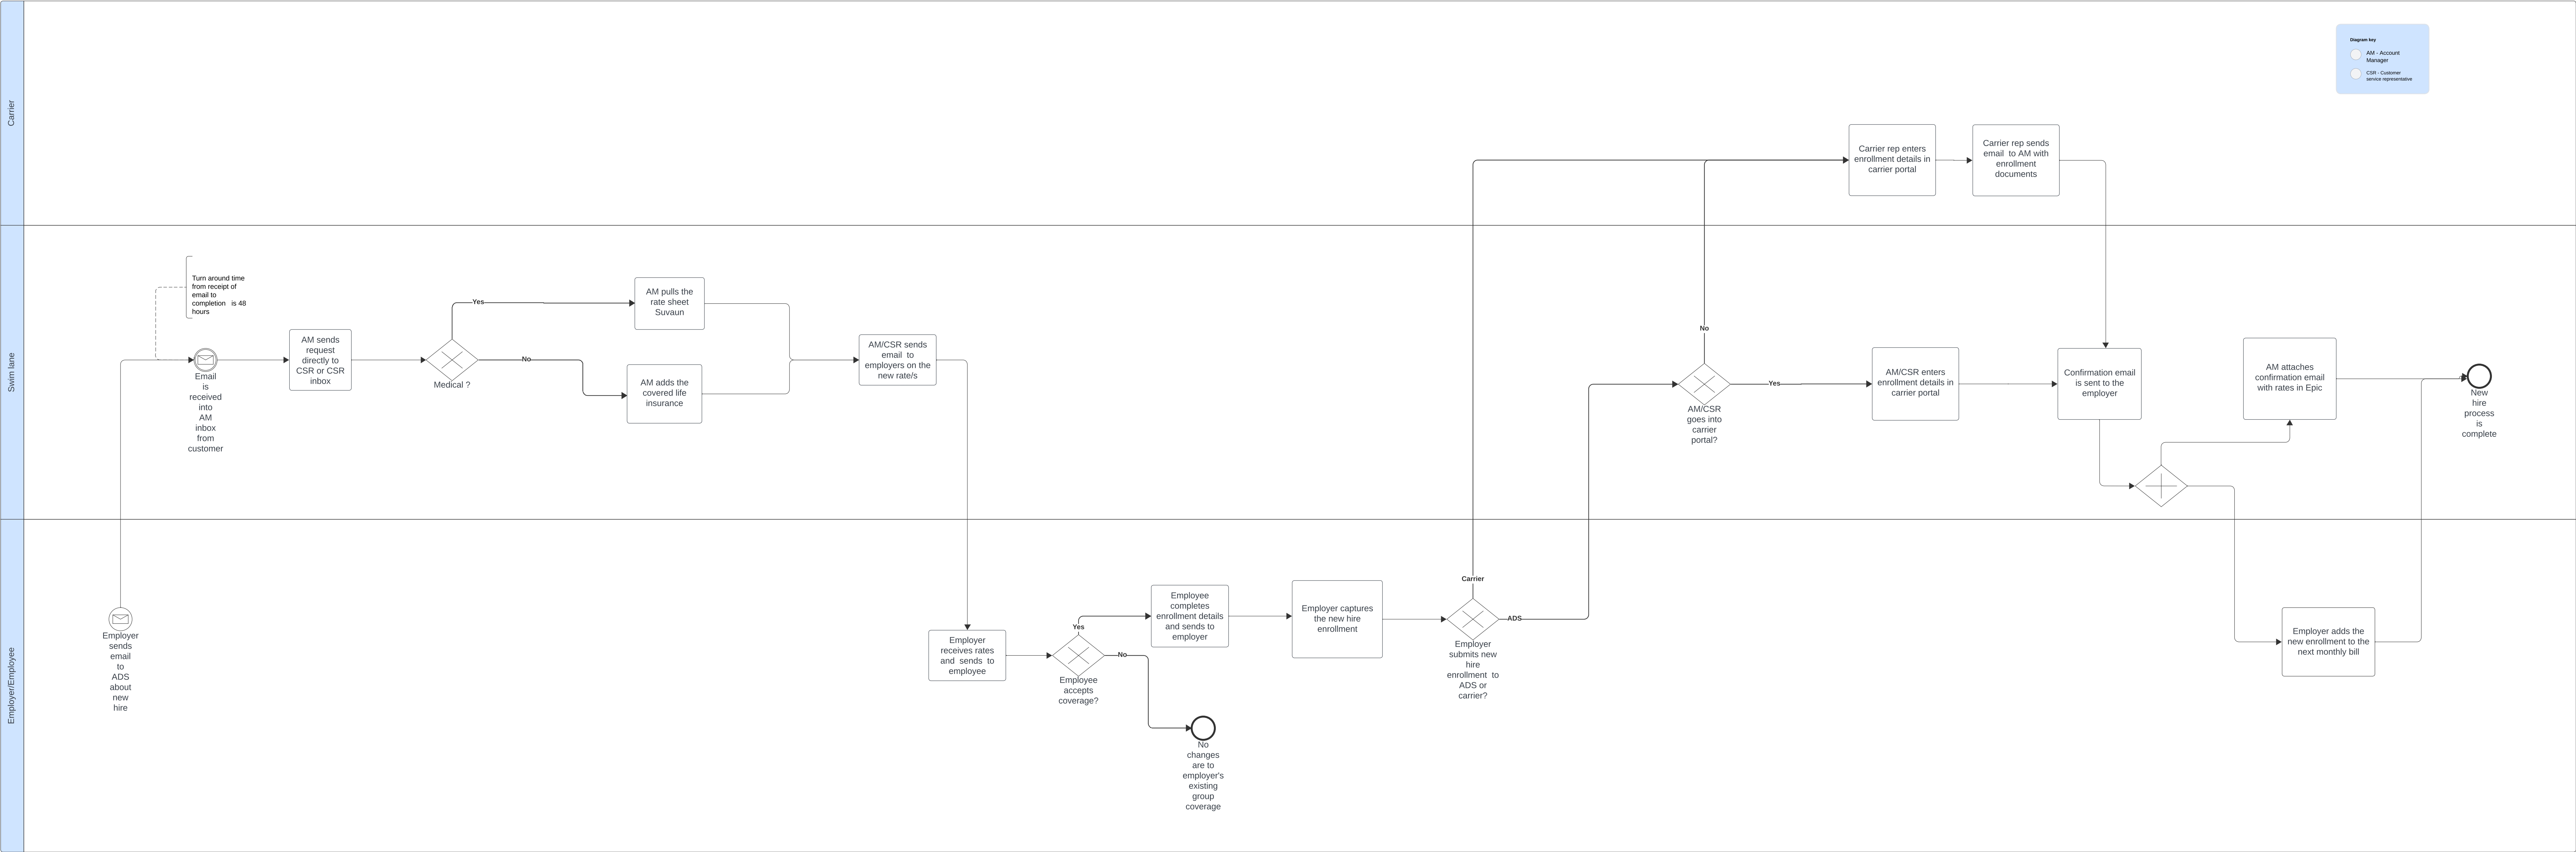 Diagram key
AM - Account
Manager
CSR - Customer
service representative
Carrier
Carrier rep enters
enrollment details in
carrier portal
Carrier rep sends
email to AM with
enrollment
documents
Swim lane
Turn around time
from receipt of
email to
completion is 48
hours
Email
is
received
into
AM
inbox
from
customer
AM sends
request
directly to
CSR or CSR
inbox
Medical ?
Yes
No
AM pulls the
rate sheet
Suvaun
AM adds the
covered life
insurance
AM/CSR sends
email to
employers on the
new rate/s
No
AM/CSR
goes into
carrier
portal?
Yes
AM/CSR enters
enrollment details in
carrier portal
Confirmation email
is sent to the
employer
AM attaches
confirmation email
with rates in Epic
New
hire
process
is
complete
Employer/Employee
Employer
sends
email
to
ADS
about
new
hire
Employer
receives rates
and sends to
employee
Yes
Employee
accepts
coverage?
No
Employee
completes
enrollment details
and sends to
employer
No
changes
are to
employer's
existing
group
coverage
Employer captures
the new hire
enrollment
Carrier
Employer
submits new
hire
enrollment to
ADS or
carrier?
ADS
Employer adds the
new enrollment to the
next monthly bill